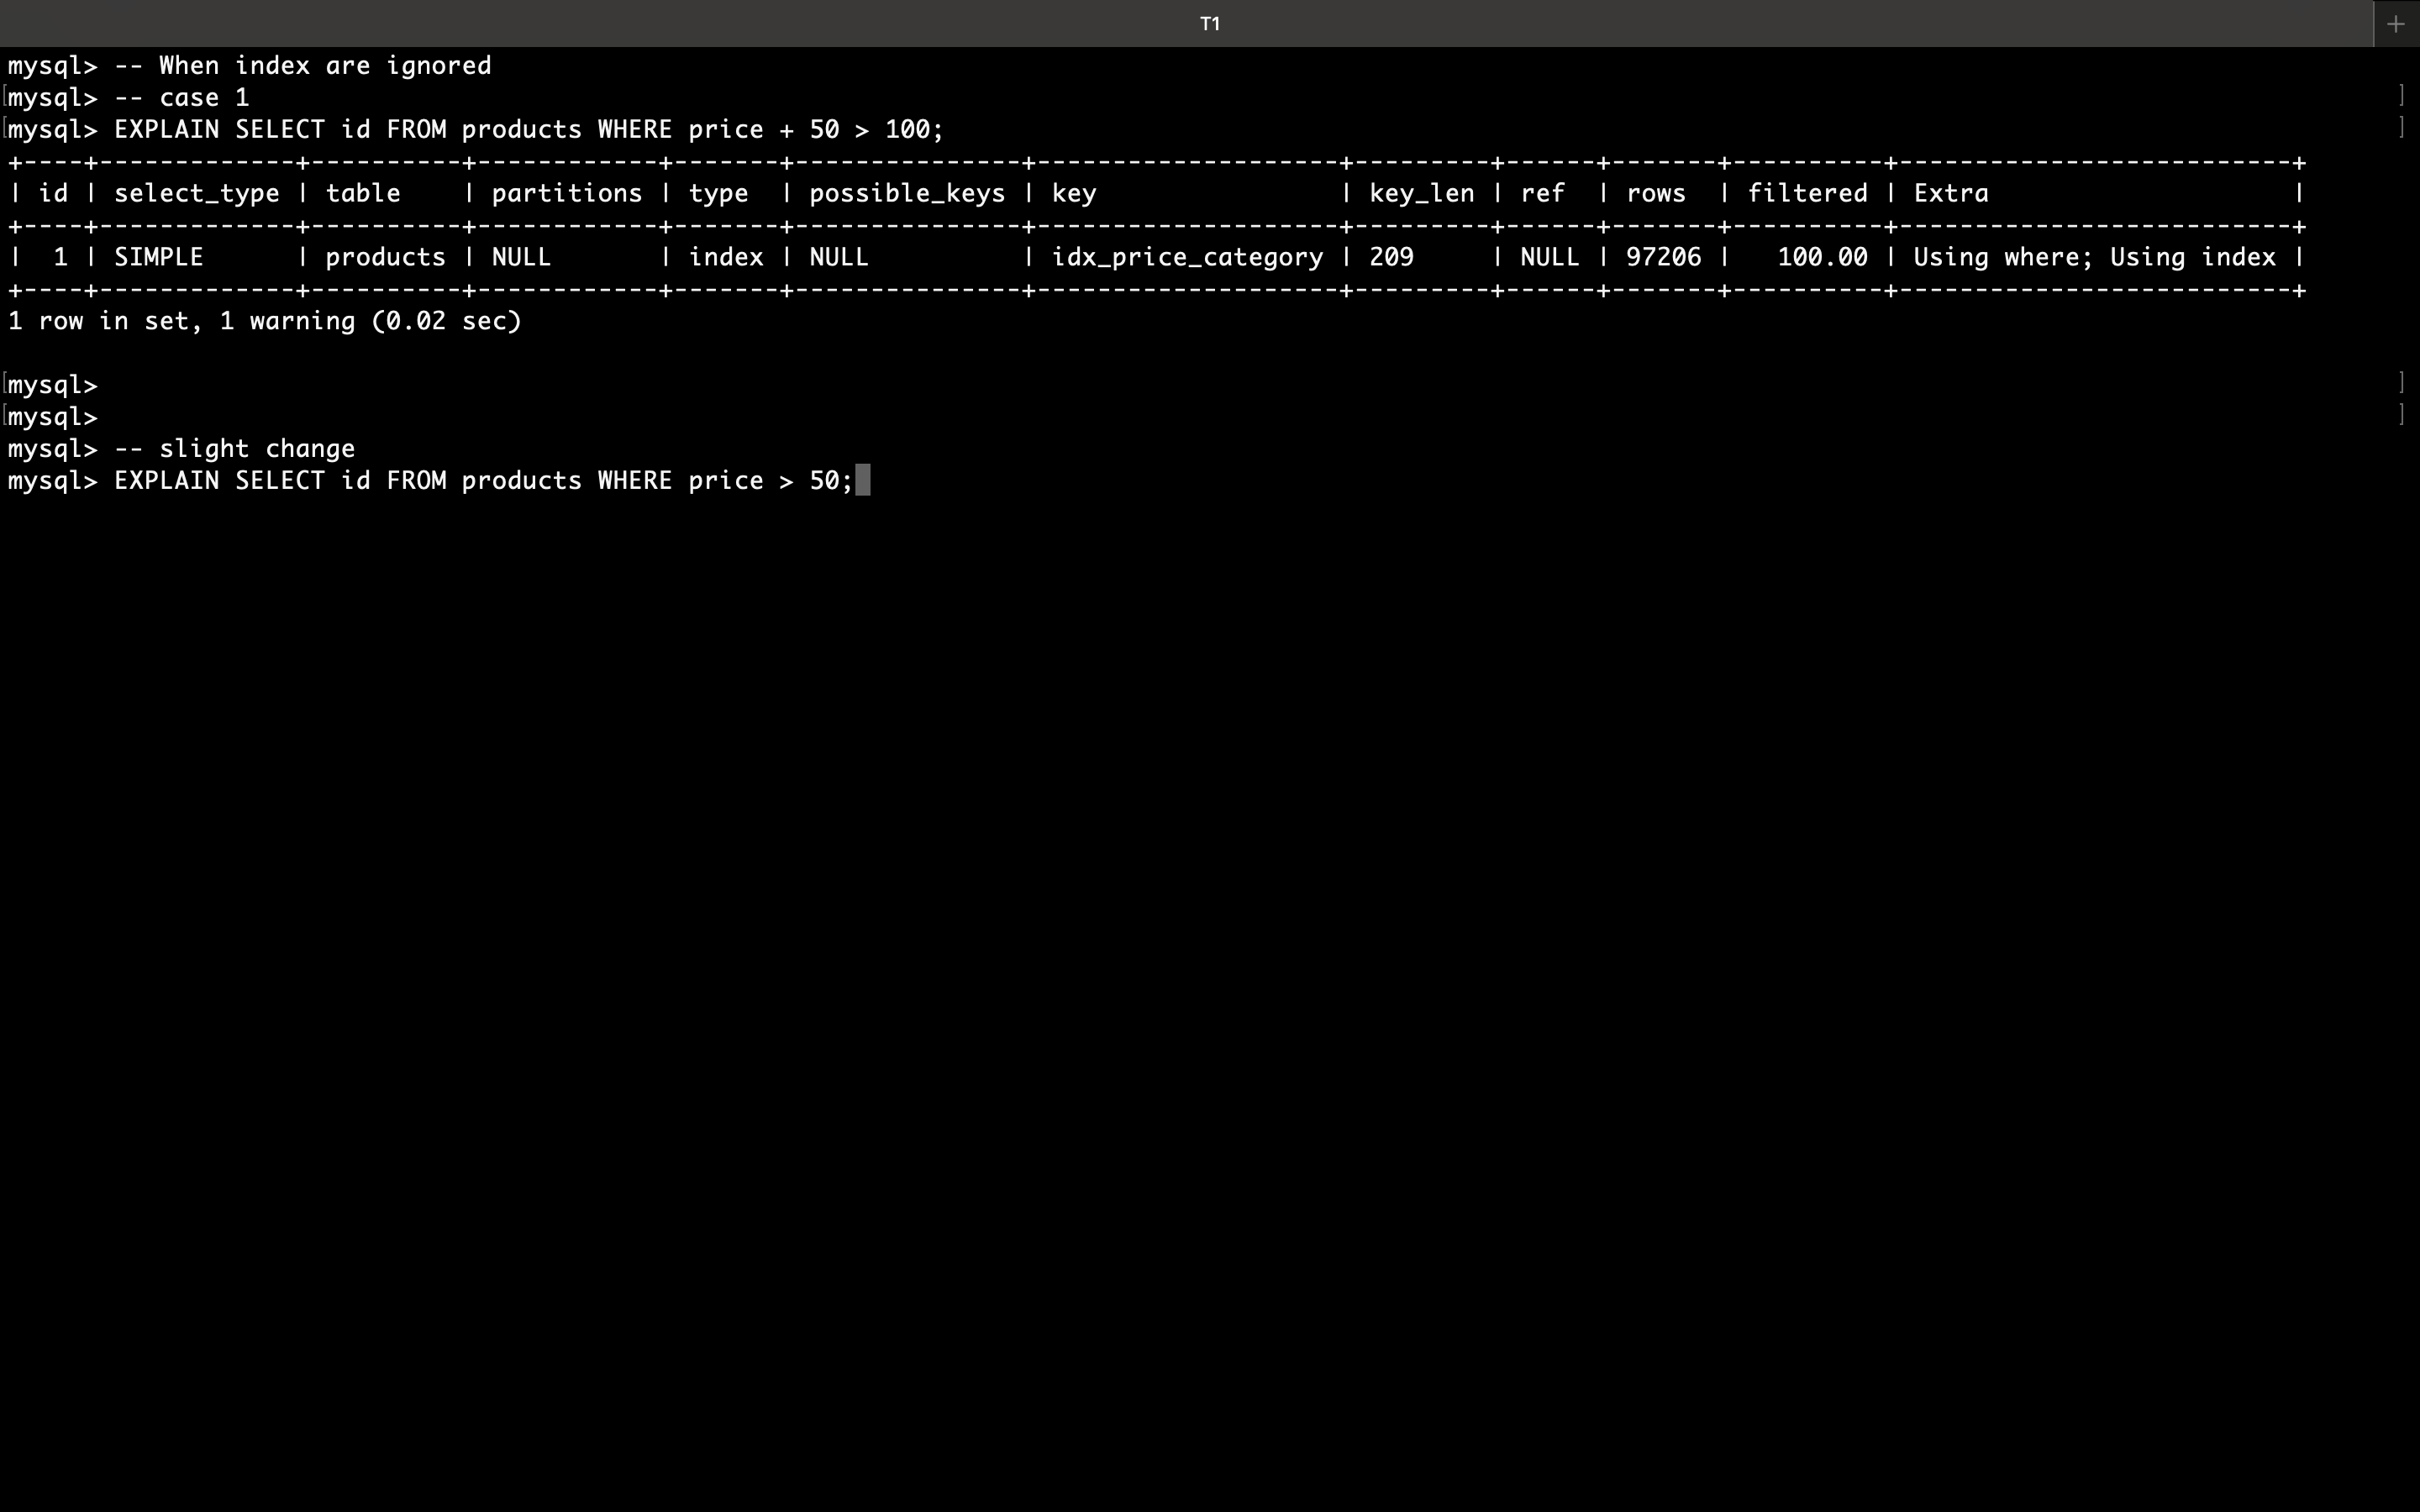 T1
+
mysql> -- When index are ignored
[mysql> -- case 1 ]
[mysql> EXPLAIN SELECT id FROM products WHERE price + 50 > 100; ]
+----+-------------+----------+------------+-------+---------------+--------------------+---------+------+-------+----------+--------------------------+
| id | select_type | table    | partitions | type  | possible_keys | key                | key_len | ref  | rows  | filtered | Extra                    |
+----+-------------+----------+------------+-------+---------------+--------------------+---------+------+-------+----------+--------------------------+
|  1 | SIMPLE      | products | NULL       | index | NULL          | idx_price_category | 209     | NULL | 97206 |   100.00 | Using where; Using index |
+----+-------------+----------+------------+-------+---------------+--------------------+---------+------+-------+----------+--------------------------+
1 row in set, 1 warning (0.02 sec)
[mysql> ]
[mysql> ]
mysql> -- slight change
mysql> EXPLAIN SELECT id FROM products WHERE price > 50;